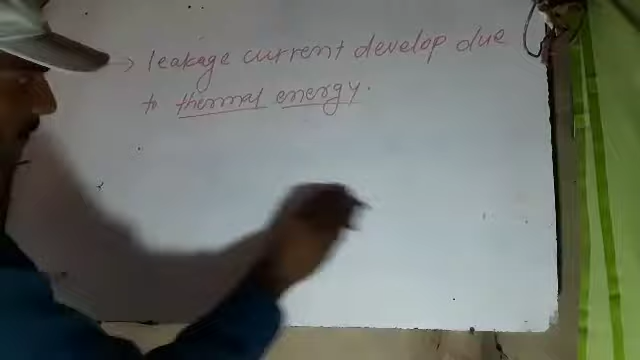 → leakage current develop due
to thermal energy.